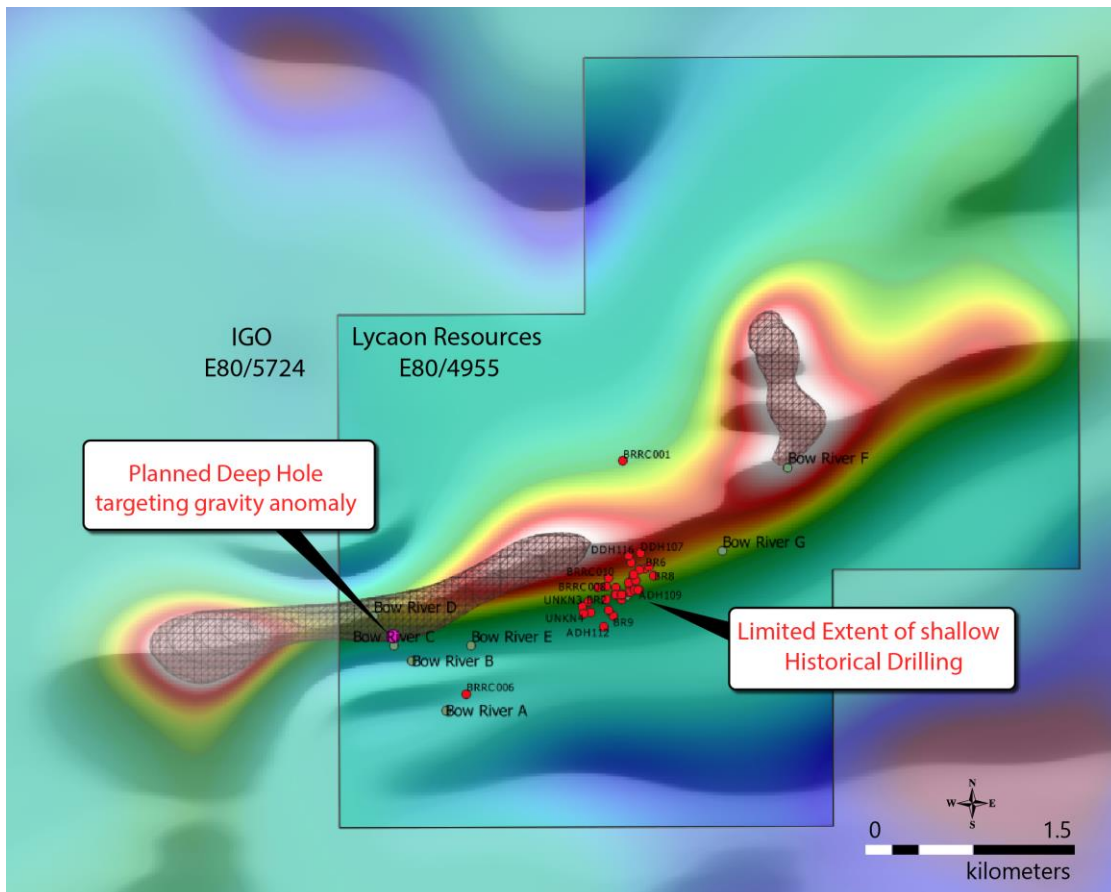 IGO
E80/5724
Lycaon Resources
E80/4955
Planned Deep Hole
targeting gravity anomaly
BRRC001
Bow River F
Bow River G
DDH116
DDH107
BR6
BR8
BRRC010
ADH109
UNKN3
BR2
UNKN4
BR9
ADH112
Bow River D
Bow River C
Bow River E
Bow River B
BRRC006
Bow River A
Limited Extent of shallow
Historical Drilling
N
W
E
S
0
1.5
kilometers